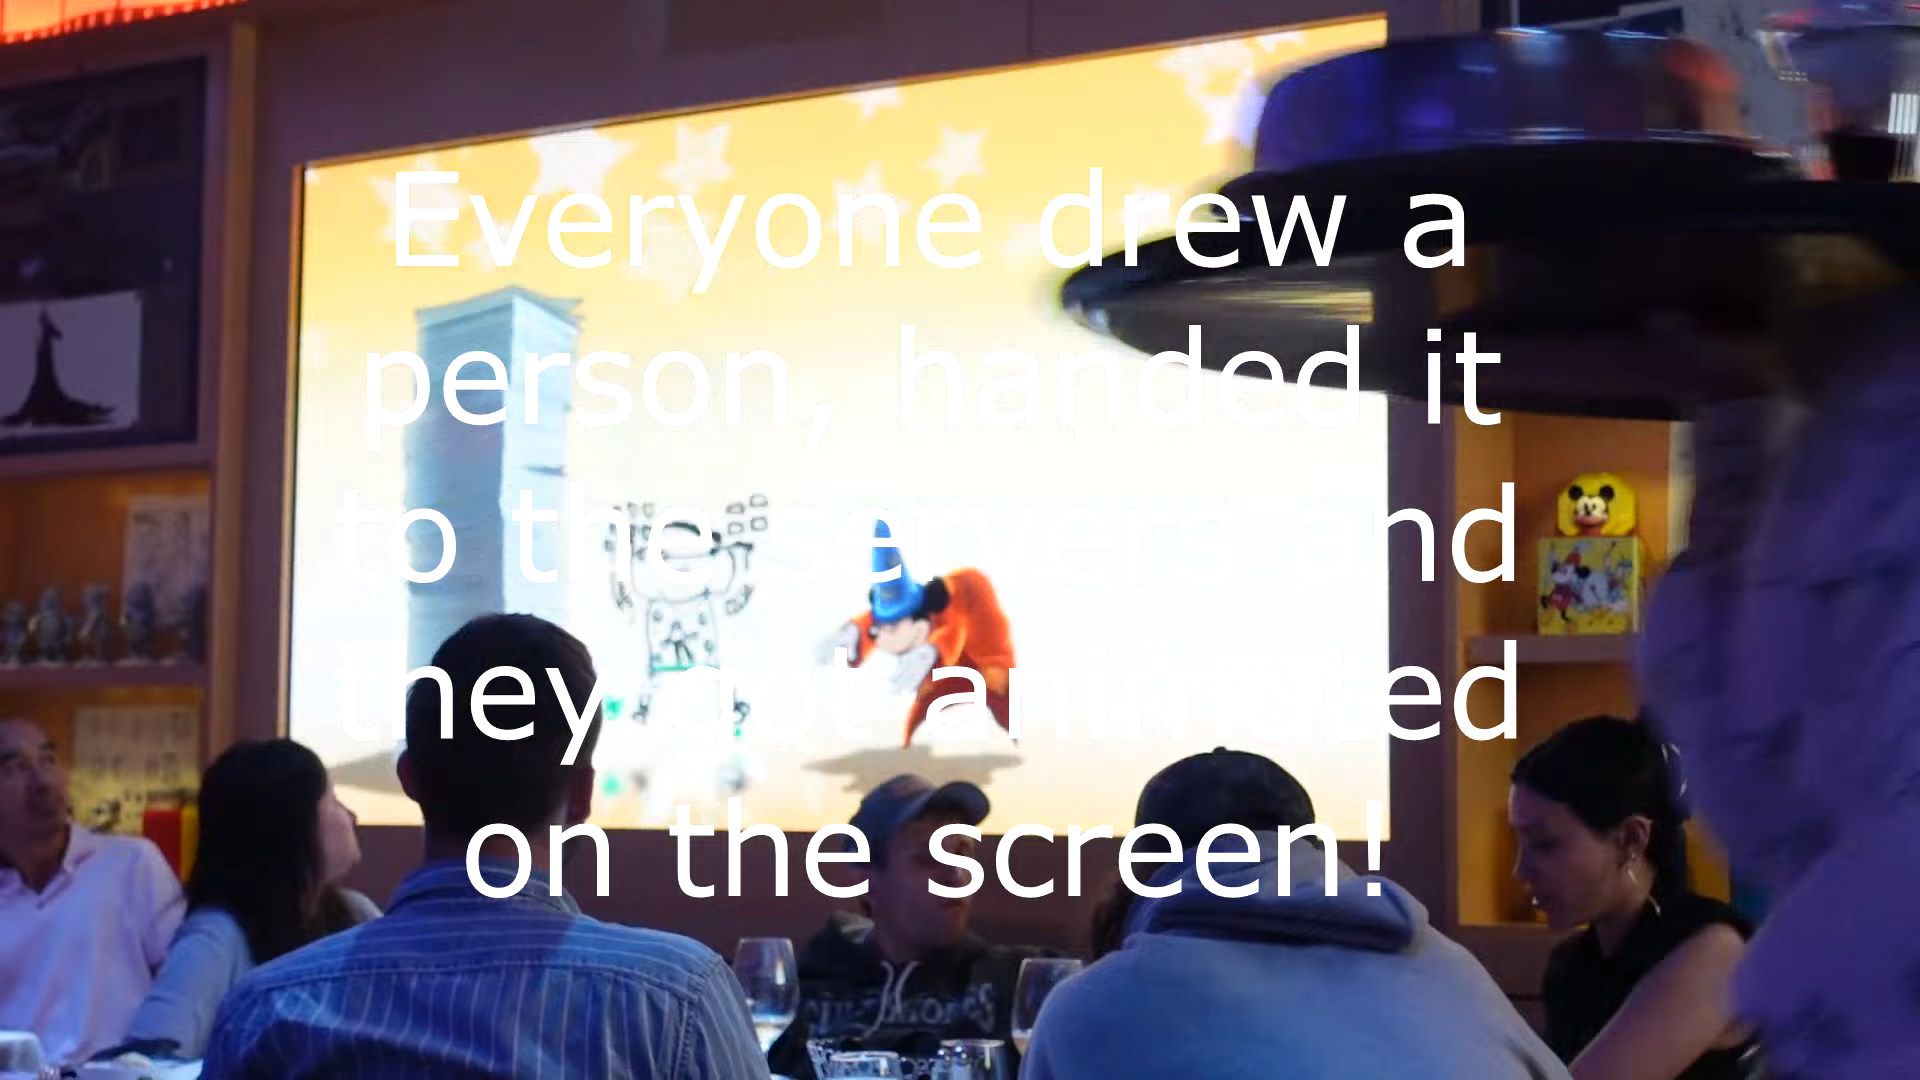 Everyone drew a
person, handed it
to the servers and
they got animated
on the screen!